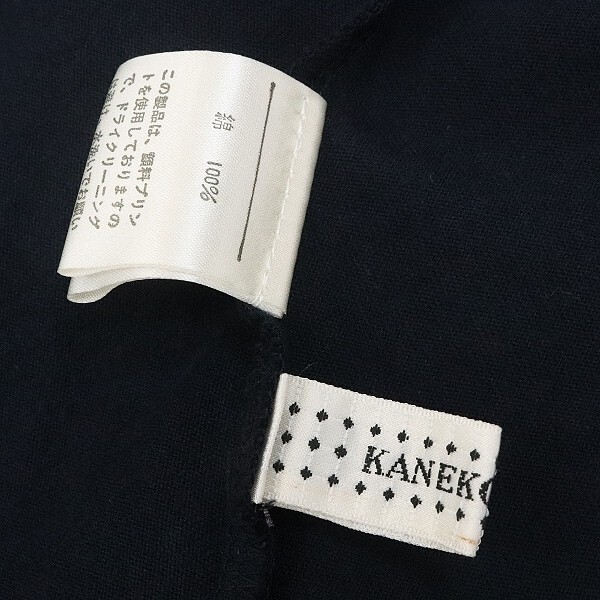 綿 100%
この製品は、顔料プリン
トを使用しておりますの
で、ドライクリーニング
KANEKO